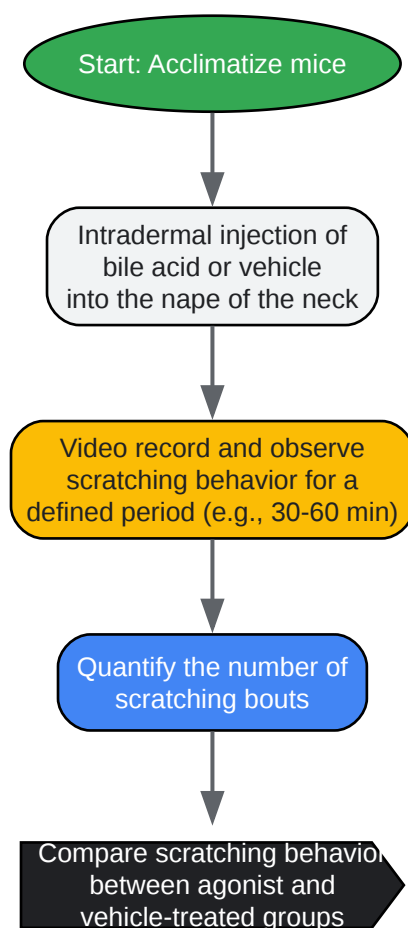 Start: Acclimatize mice
Intradermal injection of
bile acid or vehicle
into the nape of the neck
Video record and observe
scratching behavior for a
defined period (e.g., 30-60 min)
Quantify the number of
scratching bouts
Compare scratching behavior
between agonist and
vehicle-treated groups